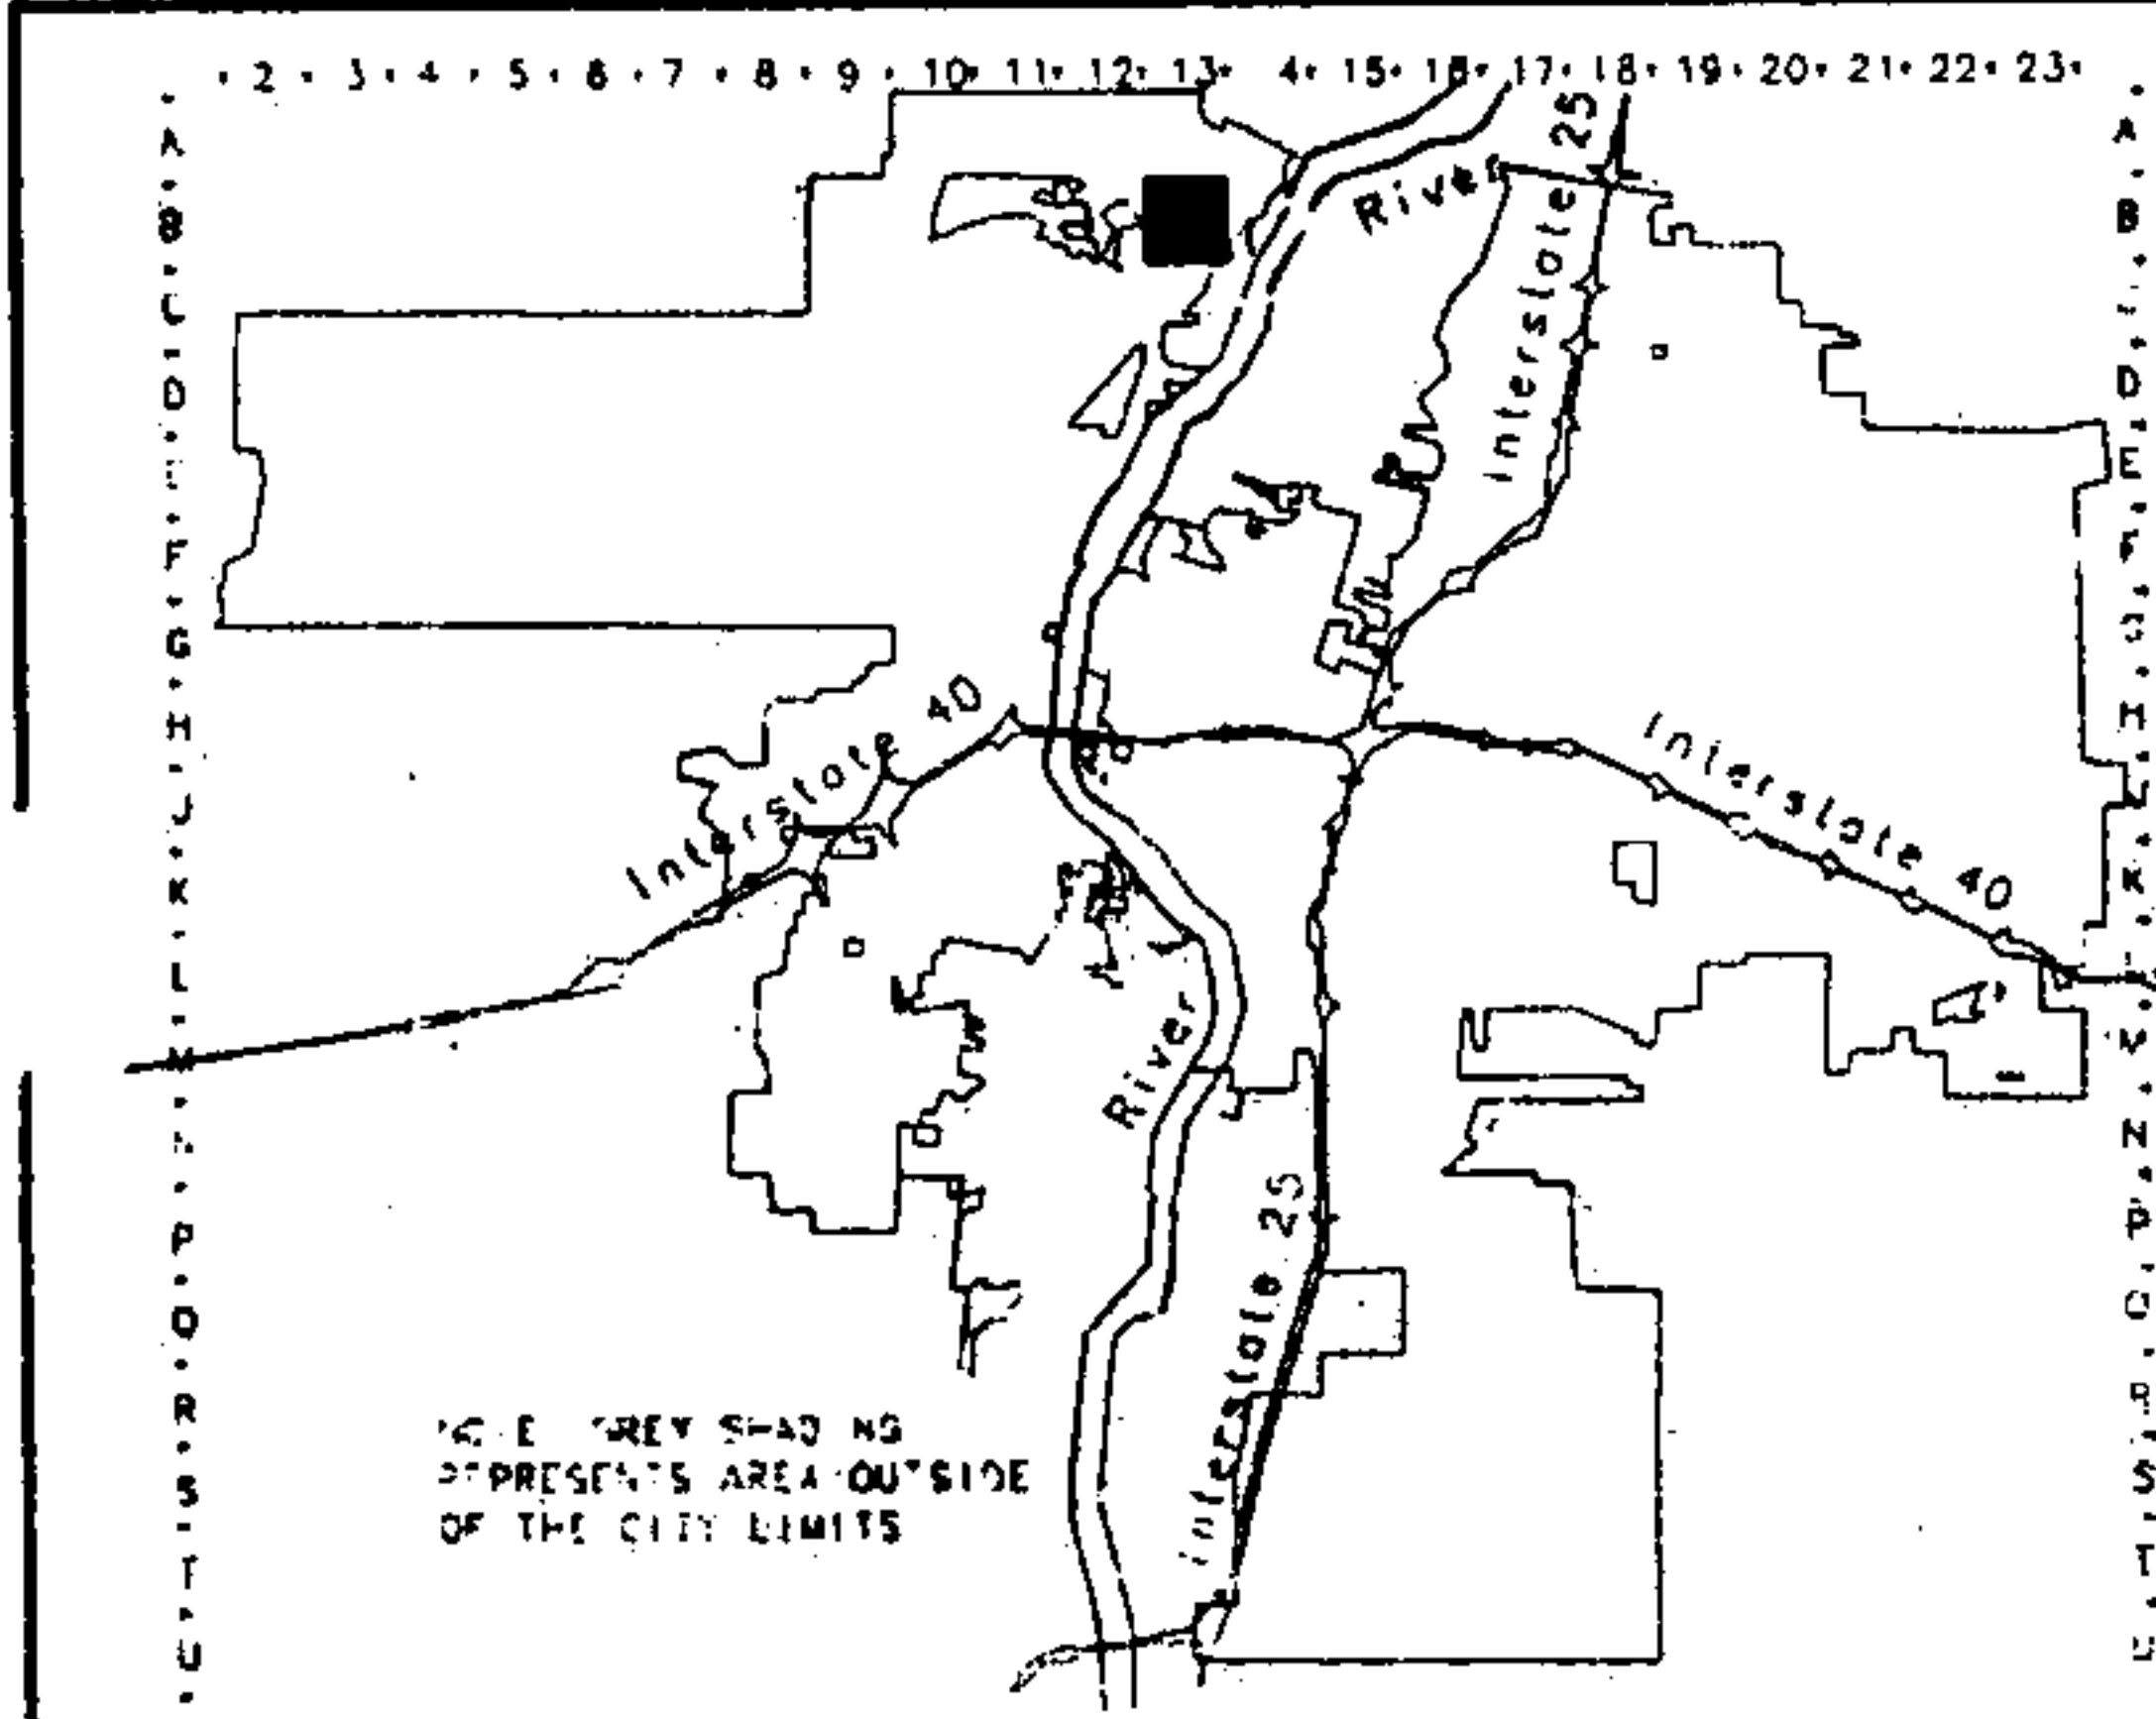 2 3 4 5 6 7 8 9 10 11 12 13 4 15 16 17 18 19 20 21 22 23
A A
B B
C
D D
E E
F F
G
H H
J
K K
L
M
N
P P
Q
R R
S S
T T
U
River
Interstate 25
Interstate 40
Interstate 40
River
Interstate 25
GREY SHADING
REPRESENTS AREA OUTSIDE
OF THE CITY LIMITS